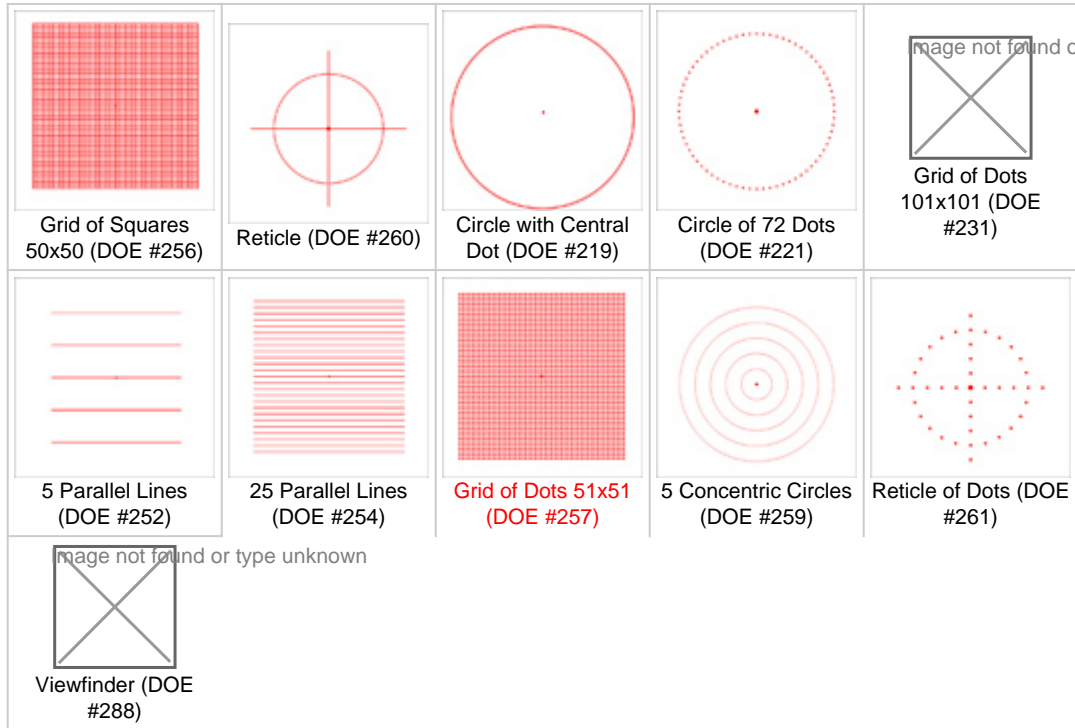 Image not found o
Grid of Squares
50x50 (DOE #256)
Reticle (DOE #260)
Circle with Central
Dot (DOE #219)
Circle of 72 Dots
(DOE #221)
Grid of Dots
101x101 (DOE
#231)
5 Parallel Lines
(DOE #252)
25 Parallel Lines
(DOE #254)
Grid of Dots 51x51
(DOE #257)
5 Concentric Circles
(DOE #259)
Reticle of Dots (DOE
#261)
Image not found or type unknown
Viewfinder (DOE
#288)